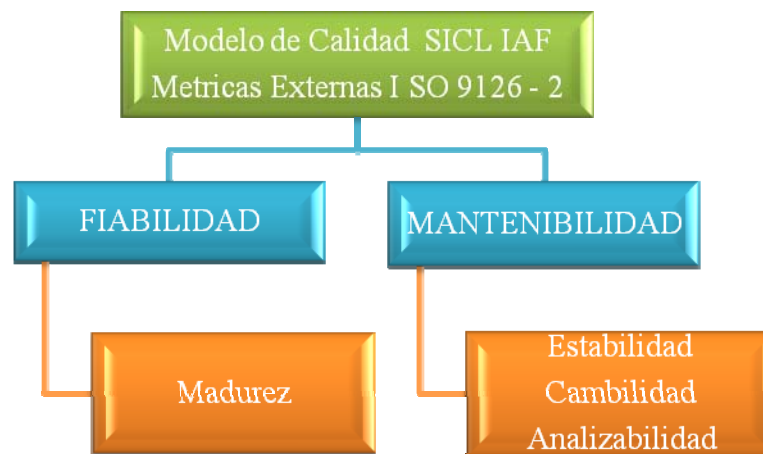 Modelo de Calidad SICL IAF
Metricas Externas I SO 9126 - 2
FIABILIDAD
MANTENIBILIDAD
Madurez
Estabilidad
Cambilidad
Analizabilidad